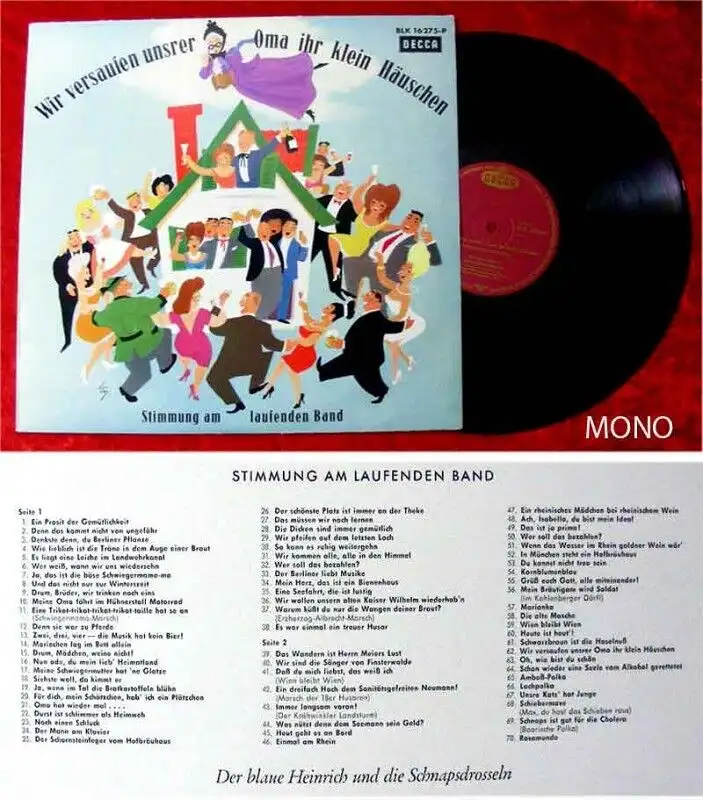 BLK 16275-P
DECCA
Wir versaufen unsrer Oma ihr klein Häuschen
Stimmung am laufenden Band
MONO
STIMMUNG AM LAUFENDEN BAND
Seite 1
1. Ein Prosit der Gemütlichkeit
2. Denn das kommt nicht von ungefähr
3. Denkste denn, du Berliner Pflanze
4. Wie lieblich ist die Träne in dem Auge einer Braut
5. Es liegt eine Leiche im Landwehrkanal
6. Wer weiß, wann wir uns wiedersehn
7. Ja, das ist die böse Schwiegermama-ma
8. Und das nicht nur zur Winterszeit
9. Drum, Brüder, wir trinken noch eins
10. Meine Oma fährt im Hühnerstall Motorrad
11. Eine Trikot-trikot-trikot-trikot-taille hat se an
(Schwingermama-Marsch)
12. Denn sie war zu Pferde
13. Zwei, drei, vier — die Musik hat kein Bier!
14. Mariechen lag im Bett allein
15. Drum, Mädchen, weine nicht!
16. Nun ade, du mein lieb' Heimatland
17. Meine Schwiegermutter hat 'ne Glatze
18. Siehste woll, da kimmt er
19. Ja, wenn im Tal die Bratkartoffeln blühn
20. Für dich, mein Schätzchen, hab' ich ein Plätzchen
21. Oma hat wieder mal . . . .
22. Durst ist schlimmer als Heimweh
23. Noch einen Schluck
24. Der Mann am Klavier
25. Der Schornsteinfeger vom Hofbräuhaus
26. Der schönste Platz ist immer an der Theke
27. Das müssen wir noch lernen
28. Die Dicken sind immer gemütlich
29. Wir pfeifen auf dem letzten Loch
30. So kann es ruhig weitergehn
31. Wir kommen alle, alle in den Himmel
32. Wer soll das bezahlen?
33. Der Berliner liebt Musike
34. Mein Herz, das ist ein Bienenhaus
35. Eine Seefahrt, die ist lustig
36. Wir wollen unsern alten Kaiser Wilhelm wiederhab'n
37. Warum küßt du nur die Wangen deiner Braut?
(Erzherzog-Albrecht-Marsch)
38. Es war einmal ein treuer Husar
Seite 2
39. Das Wandern ist Herrn Meiers Lust
40. Wir sind die Sänger von Finsterwalde
41. Daß du mich liebst, das weiß ich
(Wien bleibt Wien)
42. Ein dreifach Hoch dem Sanitätsgefreiten Neumann!
(Marsch der 18er Husaren)
43. Immer langsam voran!
(Der Krähwinkler Landsturm)
44. Was nützet denn dem Seemann sein Geld?
45. Heut geht es an Bord
46. Einmal am Rhein
47. Ein rheinisches Mädchen bei rheinischem Wein
48. Ach, Isabella, du bist mein Ideal
49. Das ist ja prima!
50. Wer soll das bezahlen?
51. Wenn das Wasser im Rhein goldner Wein wär'
52. In München steht ein Hofbräuhaus
53. Du kannst nicht treu sein
54. Kornblumenblau
55. Grüß euch Gott, alle miteinander!
56. Mein Bräutigam wird Soldat
(Im Kahlenberger Dörfl)
57. Marianka
58. Die alte Masche
59. Wien bleibt Wien
60. Heute ist heut'!
61. Schwarzbraun ist die Haselnuß
62. Wir versaufen unsrer Oma ihr klein Häuschen
63. Oh, wie bist du schön
64. Schon wieder eine Seele vom Alkohol gerettet
65. Amboß-Polka
66. Lachpolka
67. Unsre Katz' hat Junge
68. Schiebermaxe
(Max, du hast das Schieben raus)
69. Schnaps ist gut für die Cholera
(Bairische Polka)
70. Rosamunde
Der blaue Heinrich und die Schnapsdrosseln